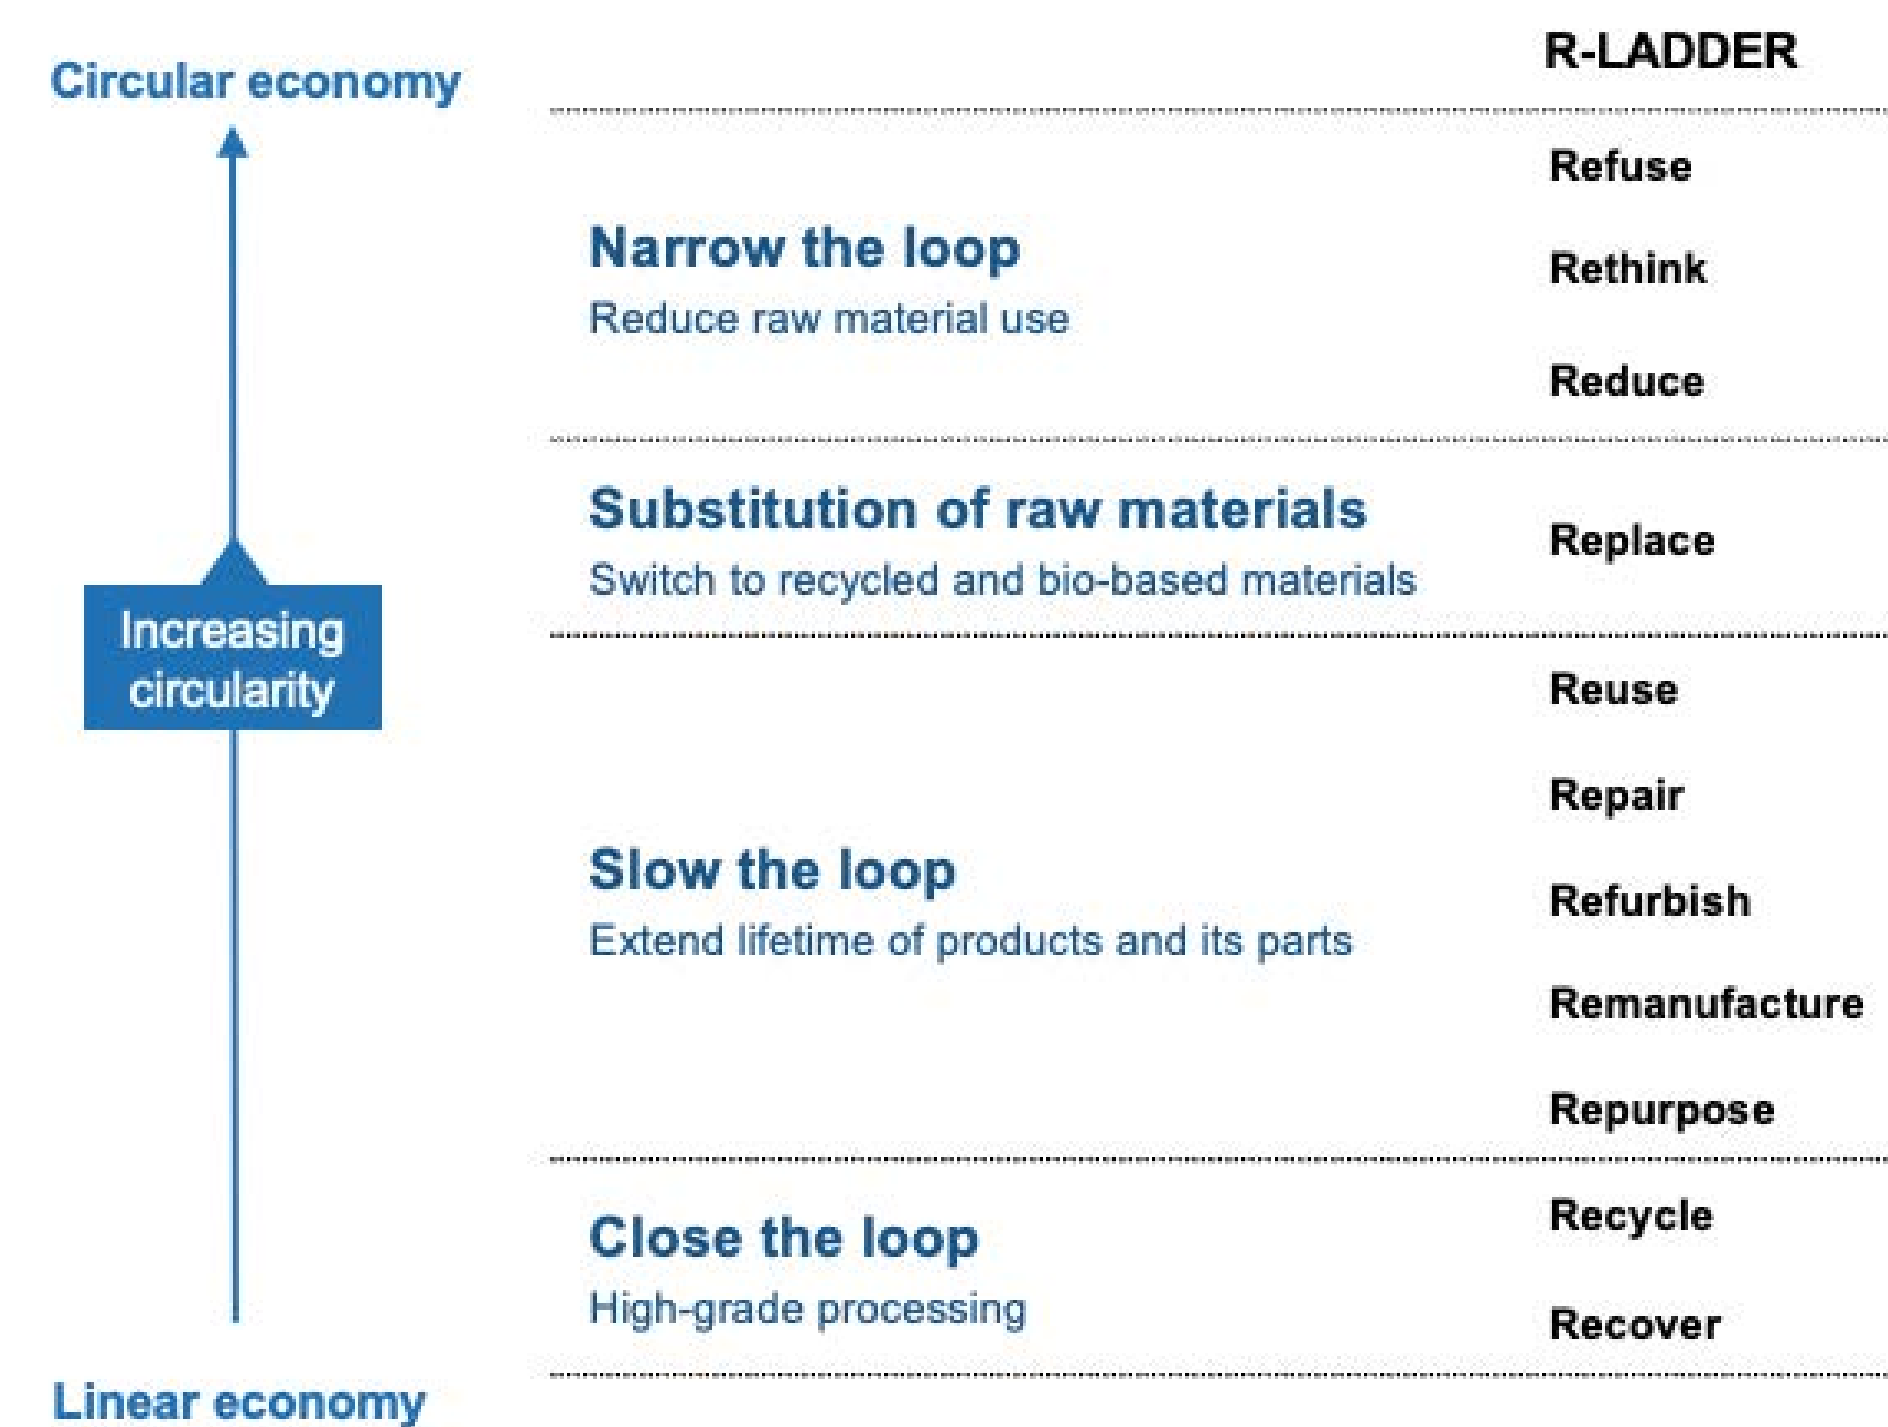 R-LADDER
Circular economy
Refuse
Narrow the loop
Rethink
Reduce raw material use
Reduce
Substitution of raw materials
Replace
Switch to recycled and bio-based materials
Increasing
circularity
Reuse
Repair
Slow the loop
Refurbish
Extend lifetime of products and its parts
Remanufacture
Repurpose
Close the loop
Recycle
High-grade processing
Recover
Linear economy